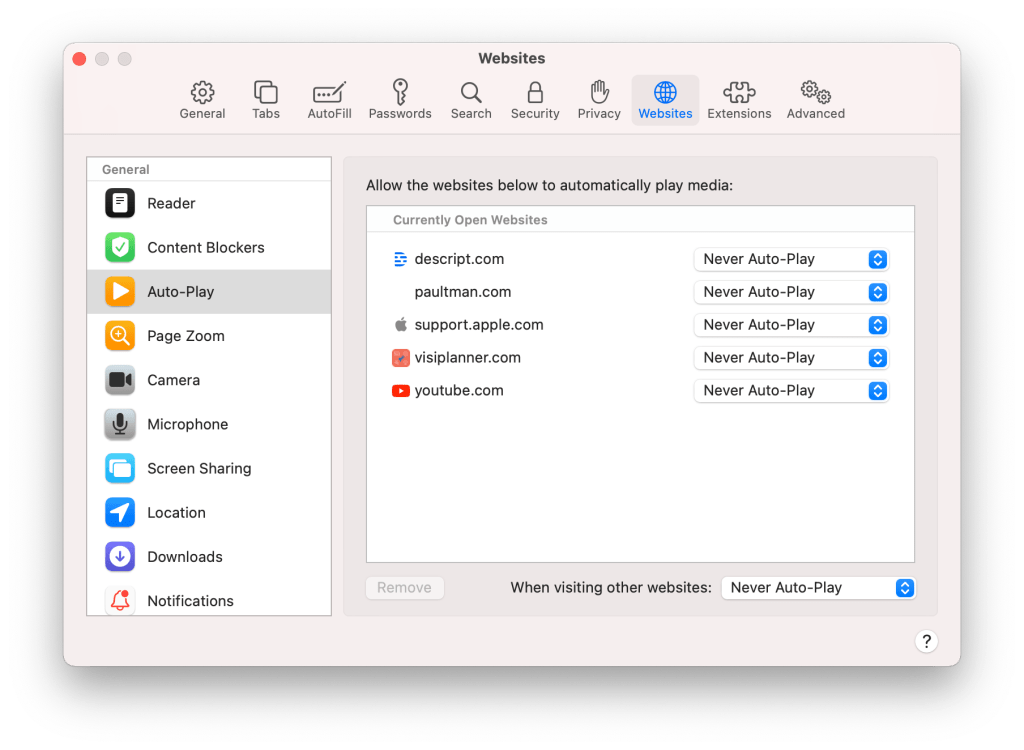 Websites
General Tabs AutoFill Passwords Search Security Privacy Websites Extensions Advanced
General
Reader
Content Blockers
Auto-Play
Page Zoom
Camera
Microphone
Screen Sharing
Location
Downloads
Notifications
Allow the websites below to automatically play media:
Currently Open Websites
descript.com Never Auto-Play
paultman.com Never Auto-Play
support.apple.com Never Auto-Play
visiplanner.com Never Auto-Play
youtube.com Never Auto-Play
Remove When visiting other websites: Never Auto-Play
?